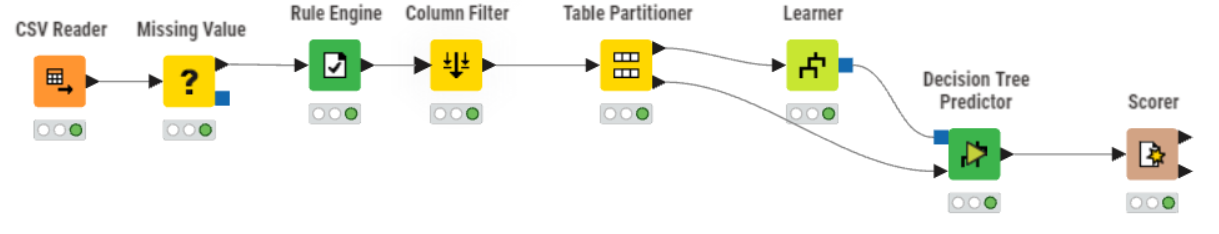 CSV Reader
Missing Value
Rule Engine
Column Filter
Table Partitioner
Learner
Decision Tree
Predictor
Scorer
?